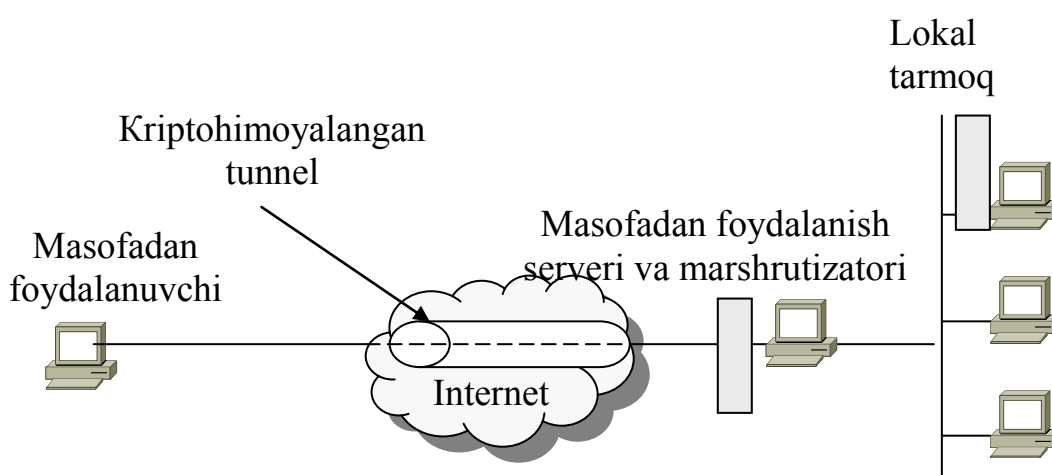 Lokal
tarmoq
Kriptohimoyalangan
tunnel
Masofadan foydalanish
serveri va marshrutizatori
Masofadan
foydalanuvchi
Internet